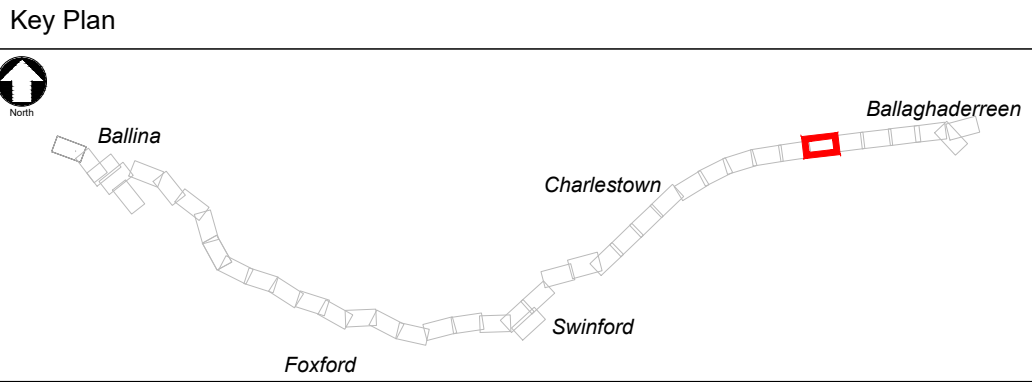 Key Plan
North
Ballaghaderreen
Ballina
Charlestown
Swinford
Foxford